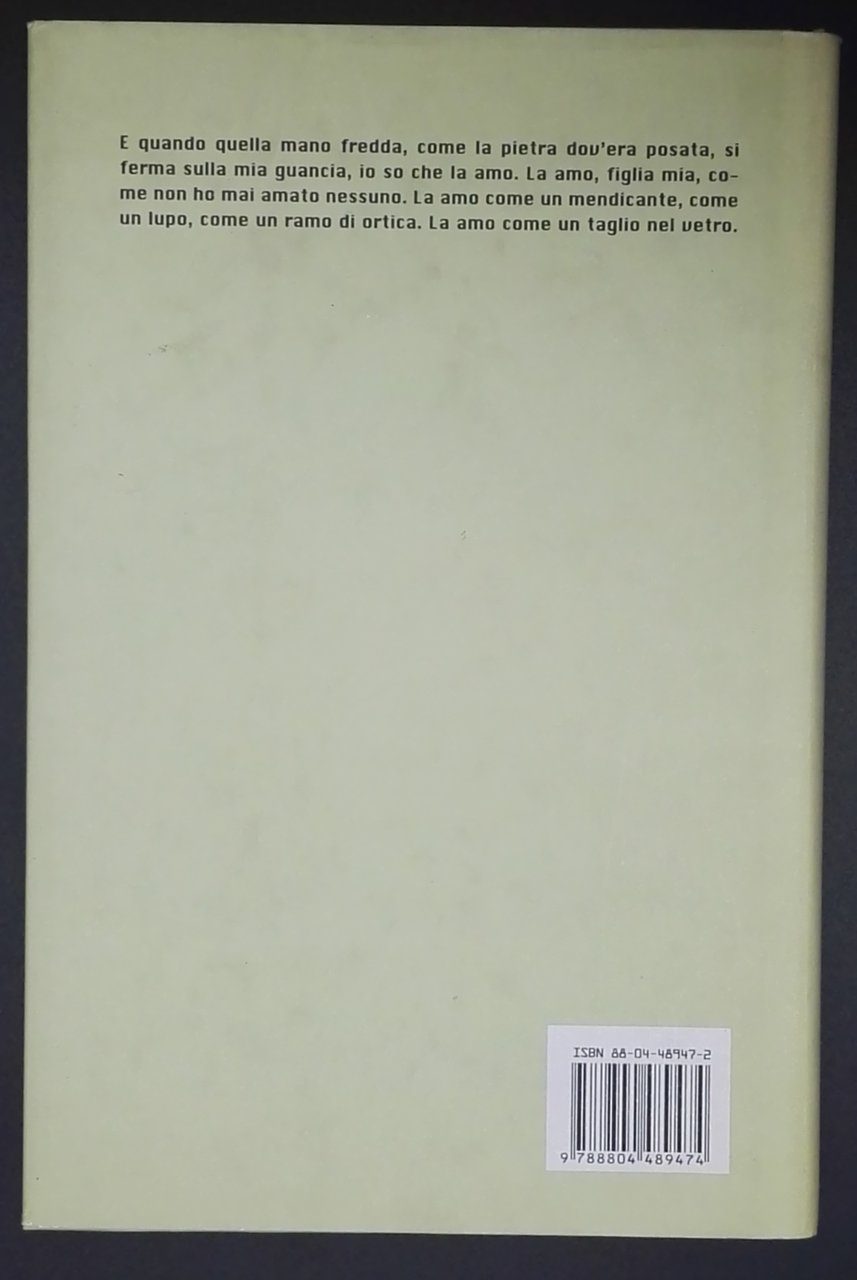 E quando quella mano fredda, come la pietra dov'era posata, si
ferma sulla mia guancia, io so che la amo. La amo, figlia mia, co-
me non ho mai amato nessuno. La amo come un mendicante, come
un lupo, come un ramo di ortica. La amo come un taglio nel vetro.
ISBN 88-04-48947-2
9 788804 489474